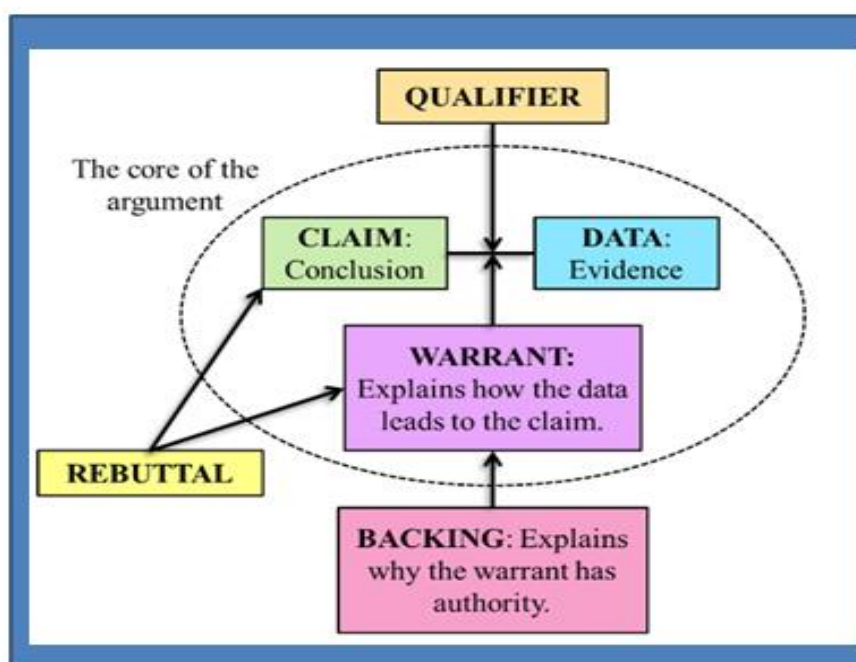 QUALIFIER
The core of the
argument
CLAIM:
Conclusion
DATA:
Evidence
WARRANT:
Explains how the data
leads to the claim.
REBUTTAL
BACKING: Explains
why the warrant has
authority.